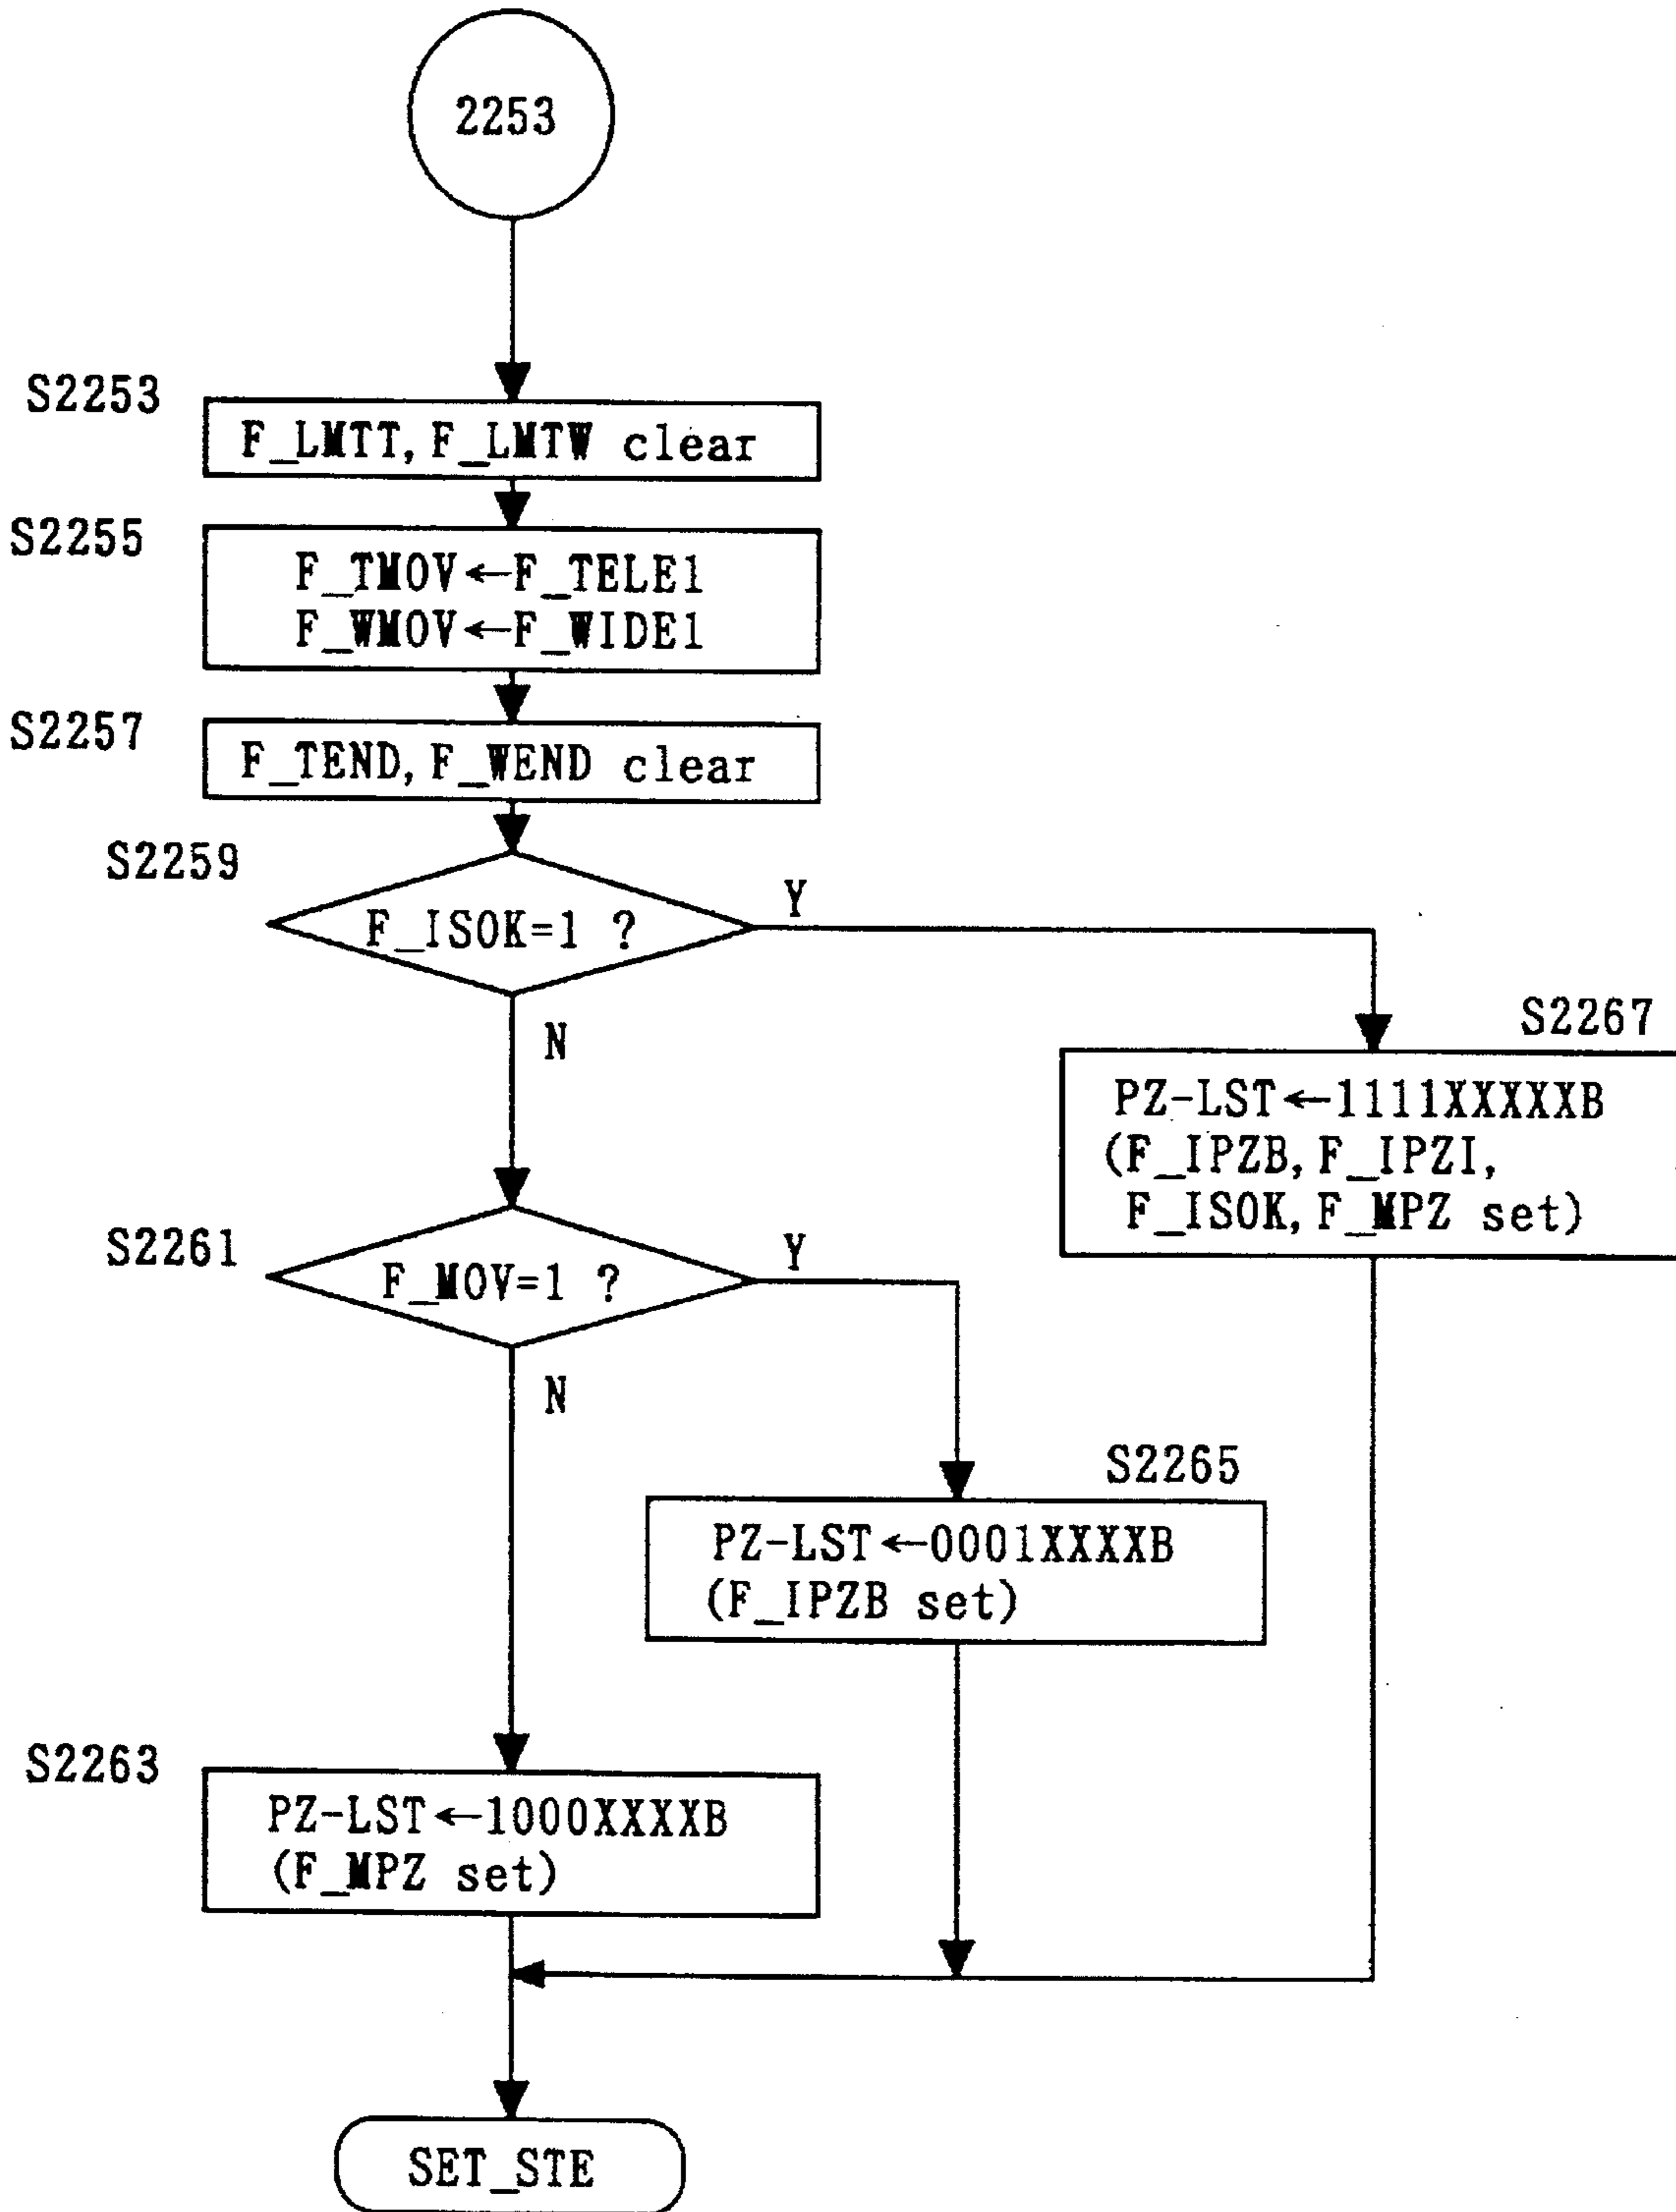 2253
S2253
F_LMTT, F_LMTW clear
S2255
F_TMOV←F_TELE1
F_WMOV←F_WIDE1
S2257
F_TEND, F_WEND clear
S2259
F_ISOK=1 ?
Y
N
S2267
PZ-LST←1111XXXXXB
(F_IPZB, F_IPZI,
F_ISOK, F_MPZ set)
S2261
F_MOV=1 ?
Y
N
S2265
PZ-LST←0001XXXXB
(F_IPZB set)
S2263
PZ-LST←1000XXXXB
(F_MPZ set)
SET_STE